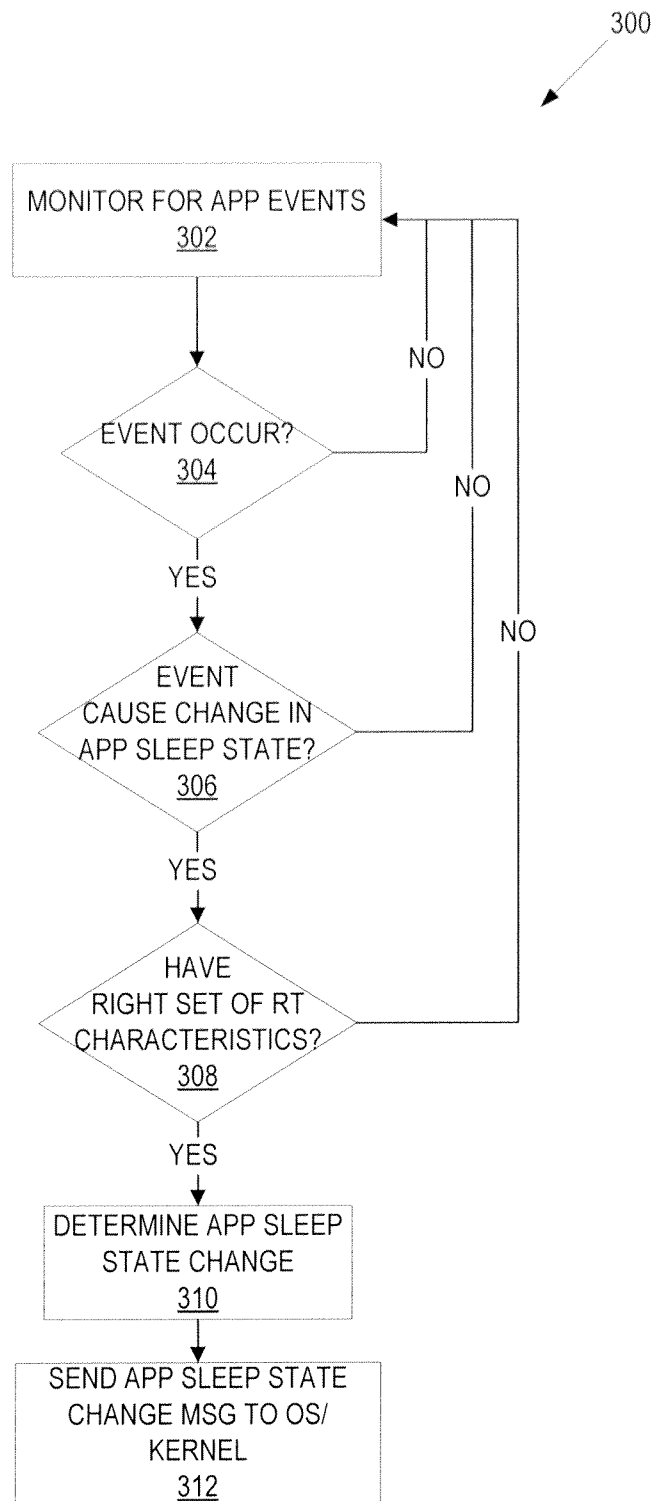 300
MONITOR FOR APP EVENTS
302
NO
EVENT OCCUR?
304
NO
YES
NO
EVENT
CAUSE CHANGE IN
APP SLEEP STATE?
306
YES
HAVE
RIGHT SET OF RT
CHARACTERISTICS?
308
YES
DETERMINE APP SLEEP
STATE CHANGE
310
SEND APP SLEEP STATE
CHANGE MSG TO OS/
KERNEL
312